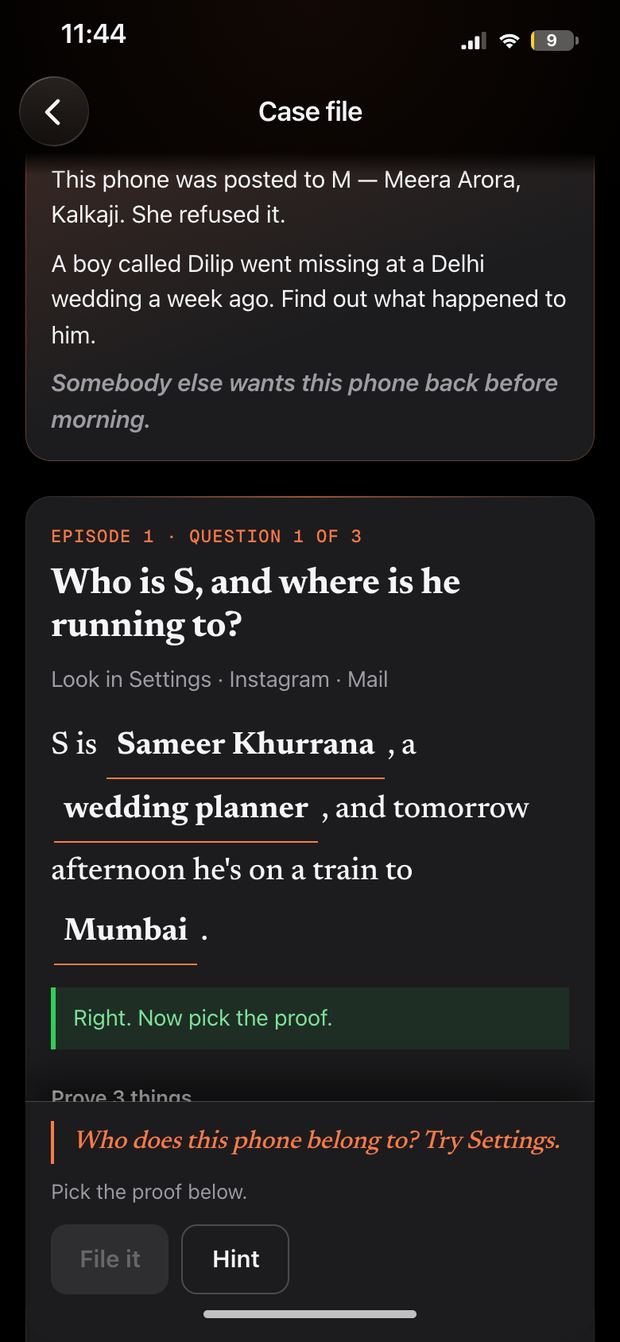 11:44
9
Case file
This phone was posted to M — Meera Arora,
Kalkaji. She refused it.
A boy called Dilip went missing at a Delhi
wedding a week ago. Find out what happened to
him.
Somebody else wants this phone back before
morning.
EPISODE 1 · QUESTION 1 OF 3
Who is S, and where is he
running to?
Look in Settings · Instagram · Mail
S is Sameer Khurrana , a
wedding planner , and tomorrow
afternoon he's on a train to
Mumbai .
Right. Now pick the proof.
Prove 3 things
Who does this phone belong to? Try Settings.
Pick the proof below.
File it
Hint